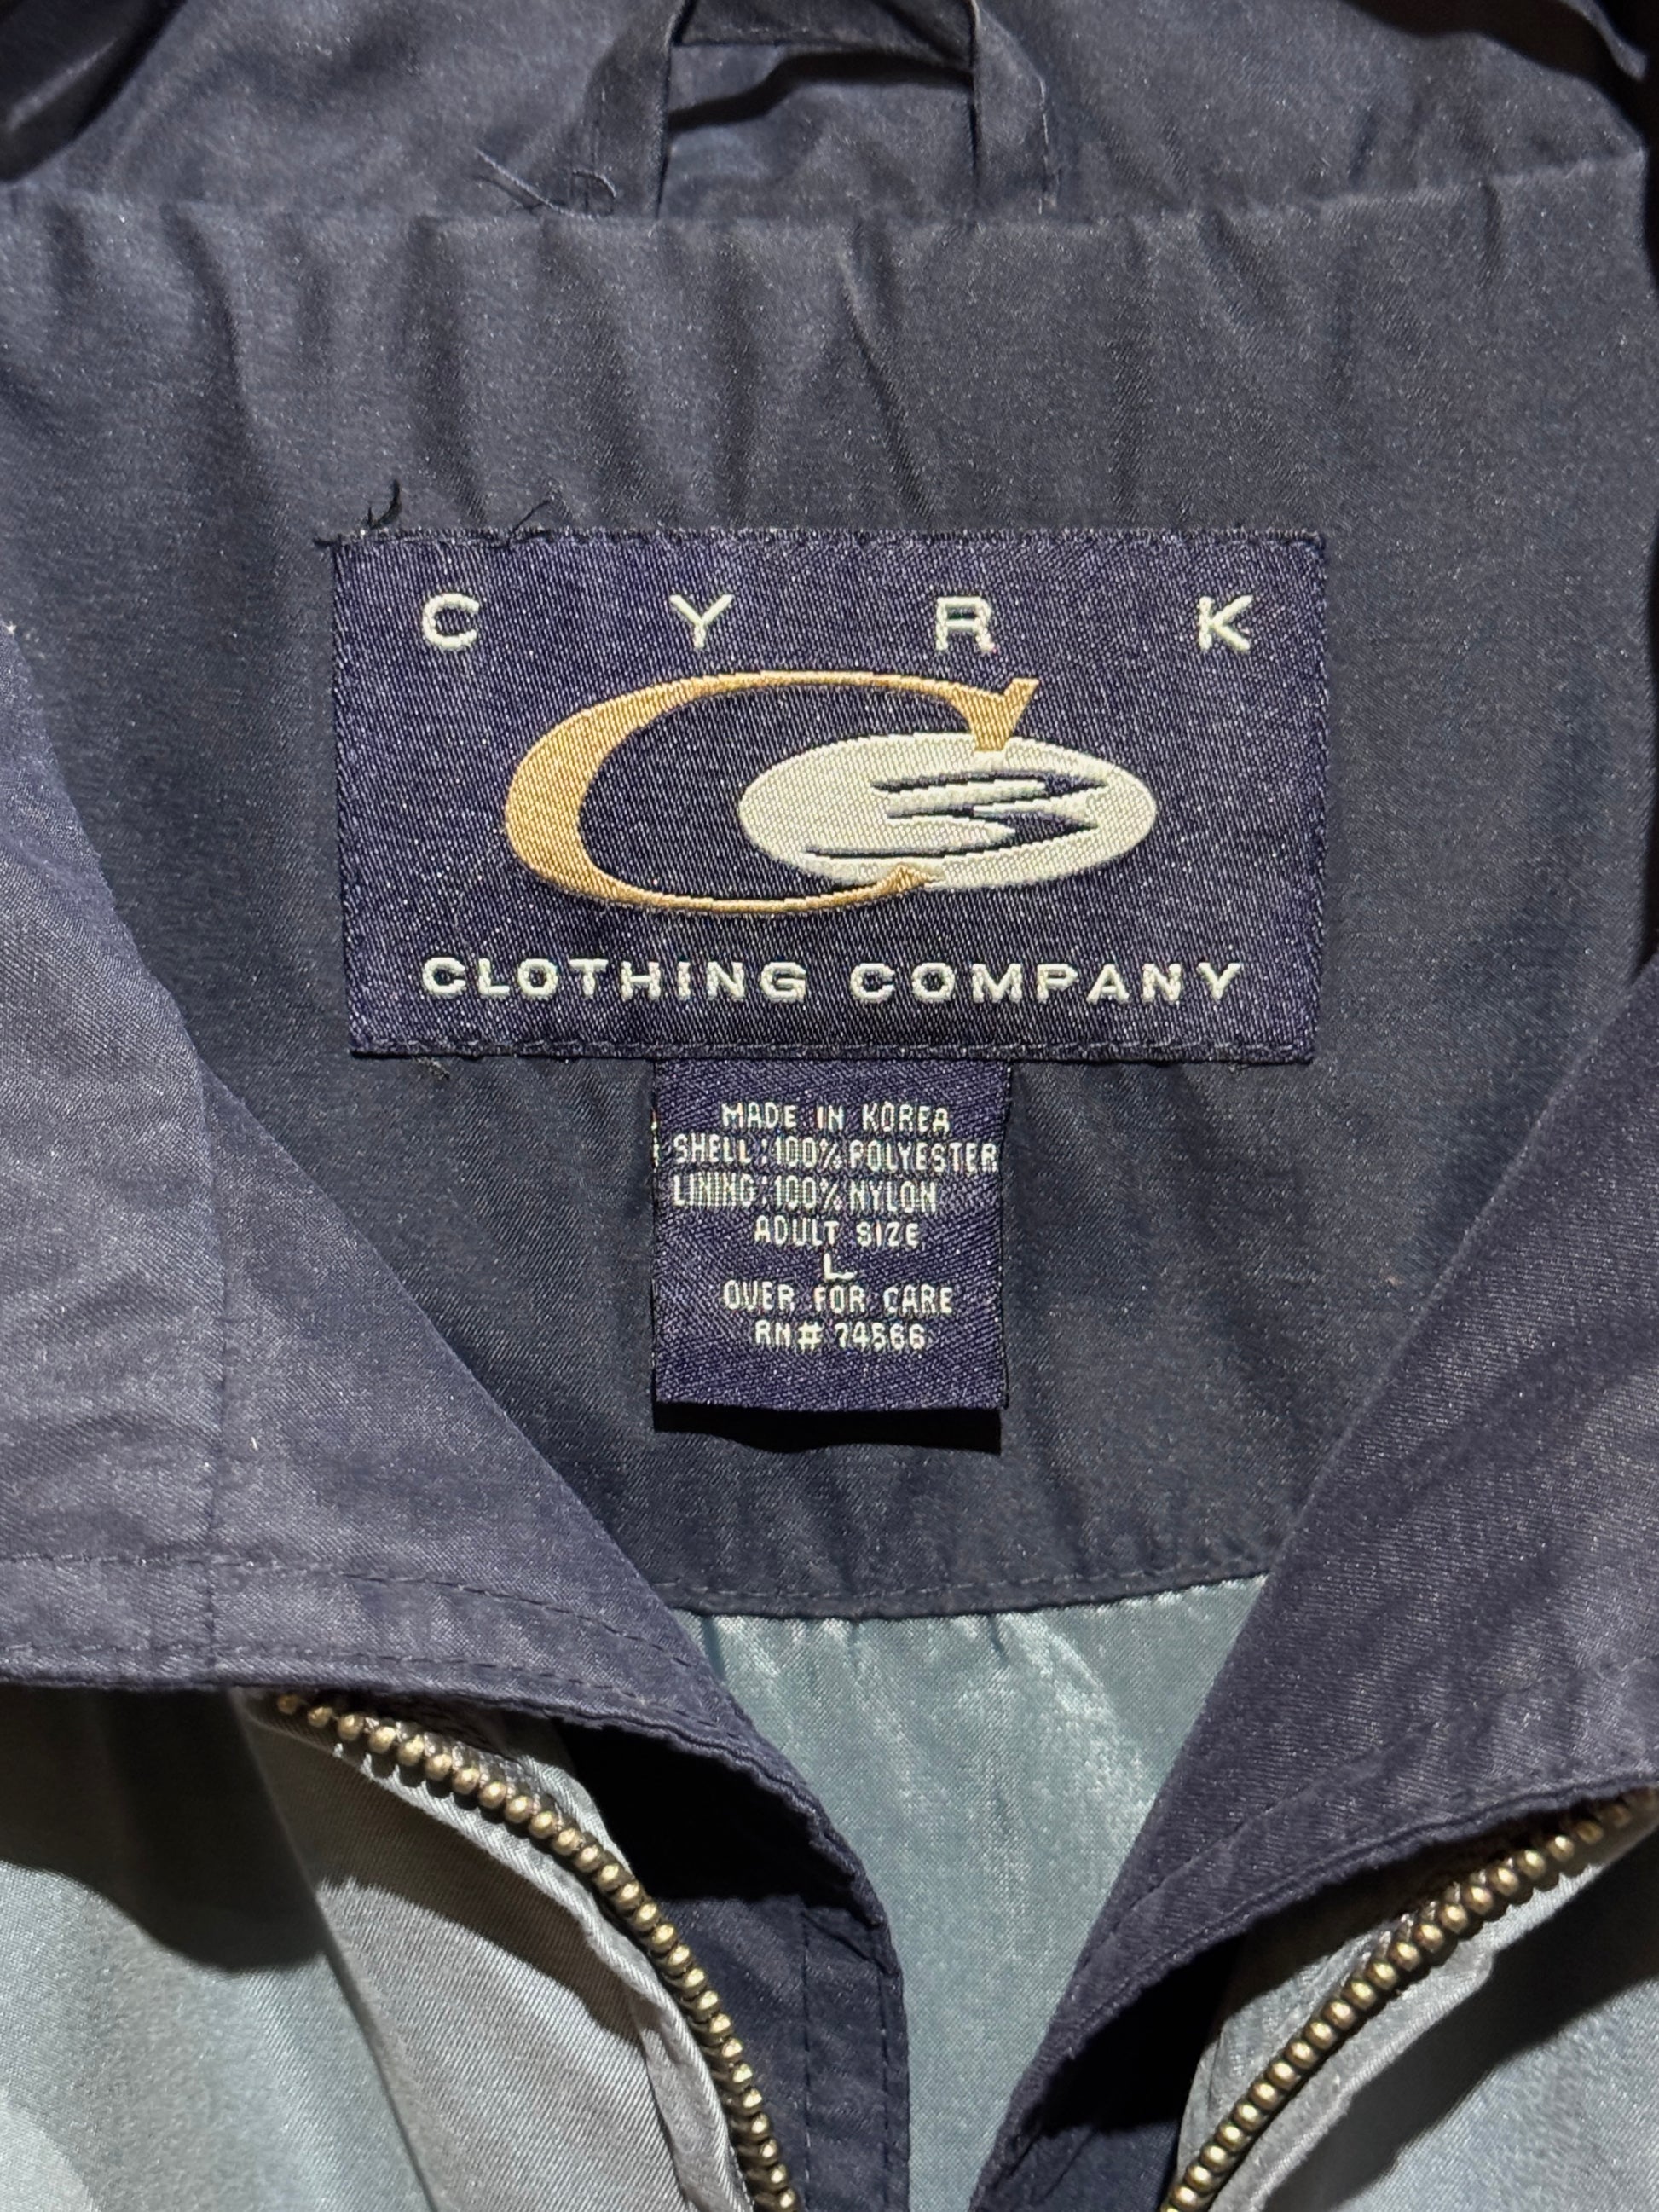 CYRK
CLOTHING COMPANY
MADE IN KOREA
SHELL:100%POLYESTER
LINING:100%NYLON
ADULT SIZE
L
OVER FOR CARE
RN# 74566